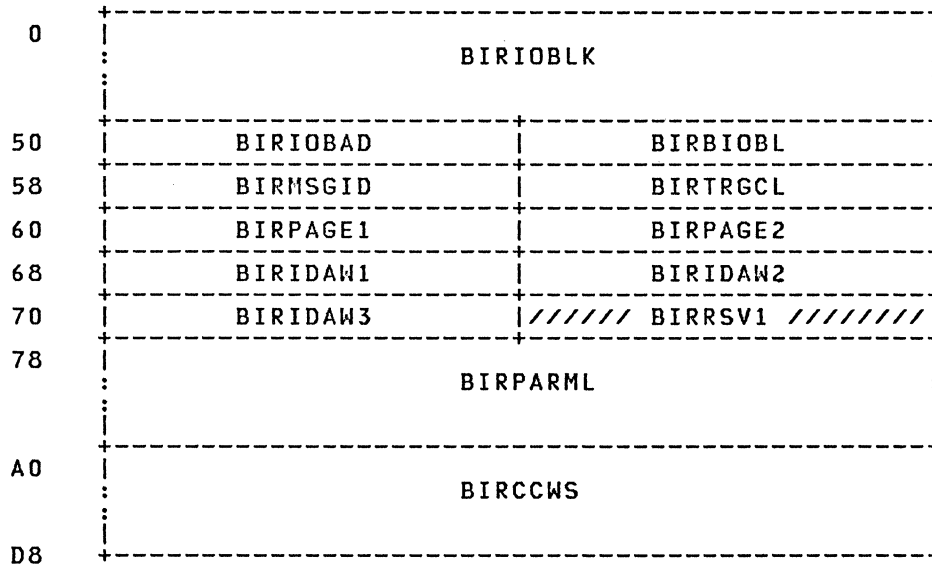 0 BIRIOBLK
50 BIRIOBAD BIRBIOBL
58 BIRMSGID BIRTRGCL
60 BIRPAGE1 BIRPAGE2
68 BIRIDAW1 BIRIDAW2
70 BIRIDAW3 ////// BIRRSV1 ////////
78 BIRPARML
A0 BIRCCWS
D8